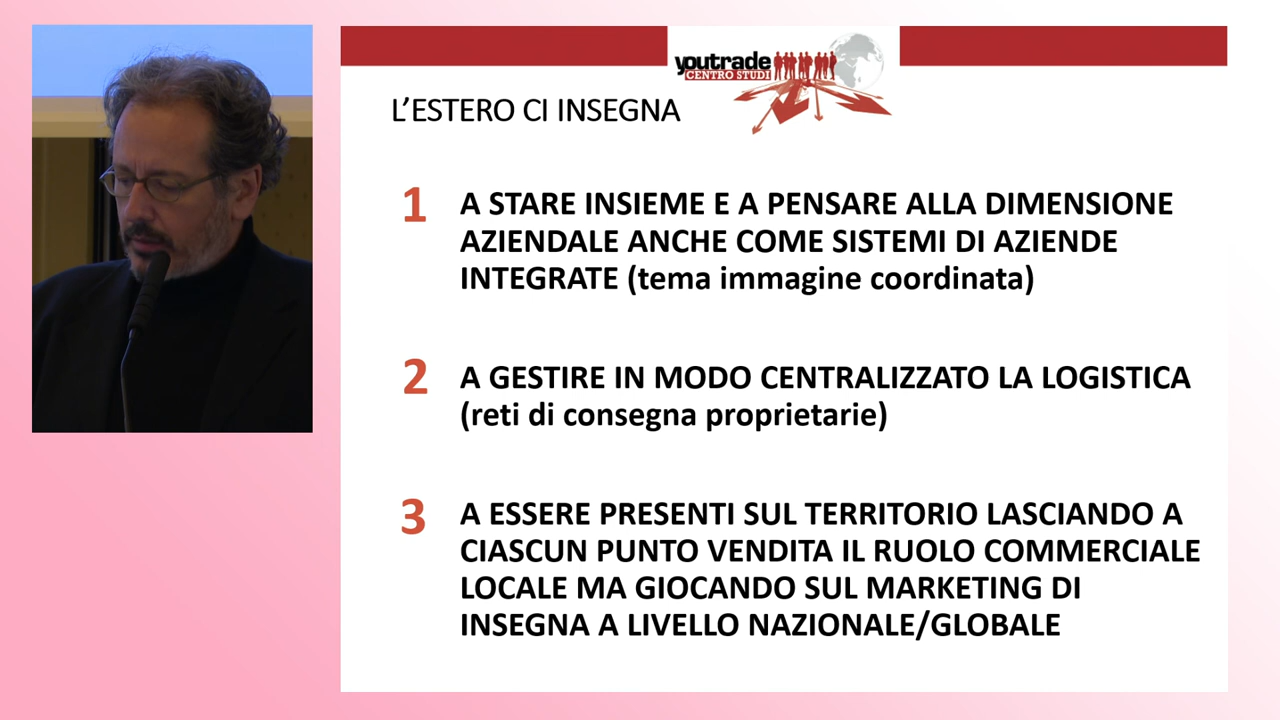 youtrade
CENTRO STUDI
L'ESTERO CI INSEGNA
1 A STARE INSIEME E A PENSARE ALLA DIMENSIONE
AZIENDALE ANCHE COME SISTEMI DI AZIENDE
INTEGRATE (tema immagine coordinata)
2 A GESTIRE IN MODO CENTRALIZZATO LA LOGISTICA
(reti di consegna proprietarie)
3 A ESSERE PRESENTI SUL TERRITORIO LASCIANDO A
CIASCUN PUNTO VENDITA IL RUOLO COMMERCIALE
LOCALE MA GIOCANDO SUL MARKETING DI
INSEGNA A LIVELLO NAZIONALE/GLOBALE